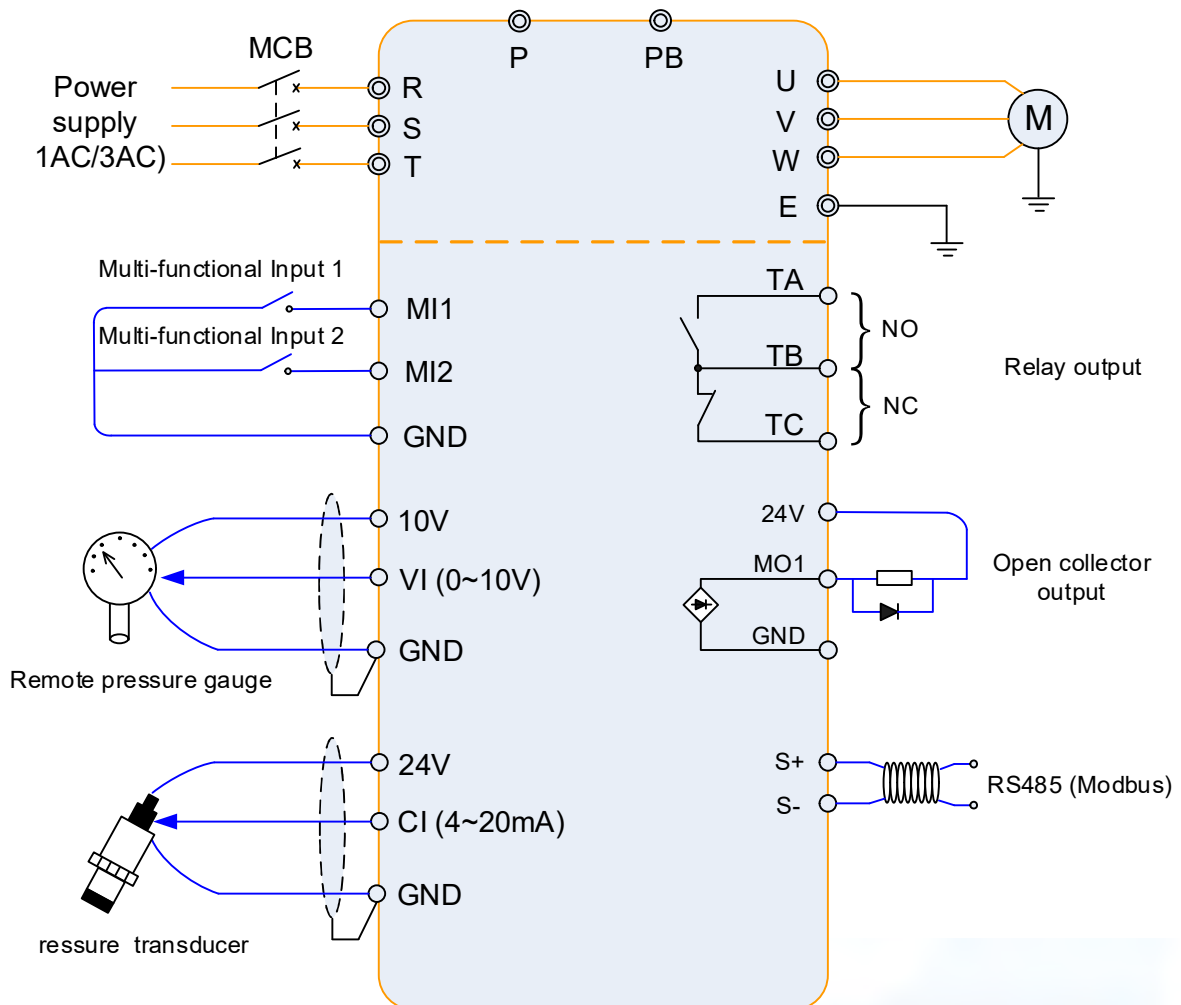 P
PB
MCB
Power
supply
1AC/3AC)
R
S
T
U
V
W
E
M
Multi-functional Input 1
MI1
Multi-functional Input 2
MI2
GND
TA
TB
TC
NO
NC
Relay output
10V
VI (0~10V)
GND
Remote pressure gauge
24V
MO1
GND
Open collector
output
24V
CI (4~20mA)
GND
ressure transducer
S+
S-
RS485 (Modbus)